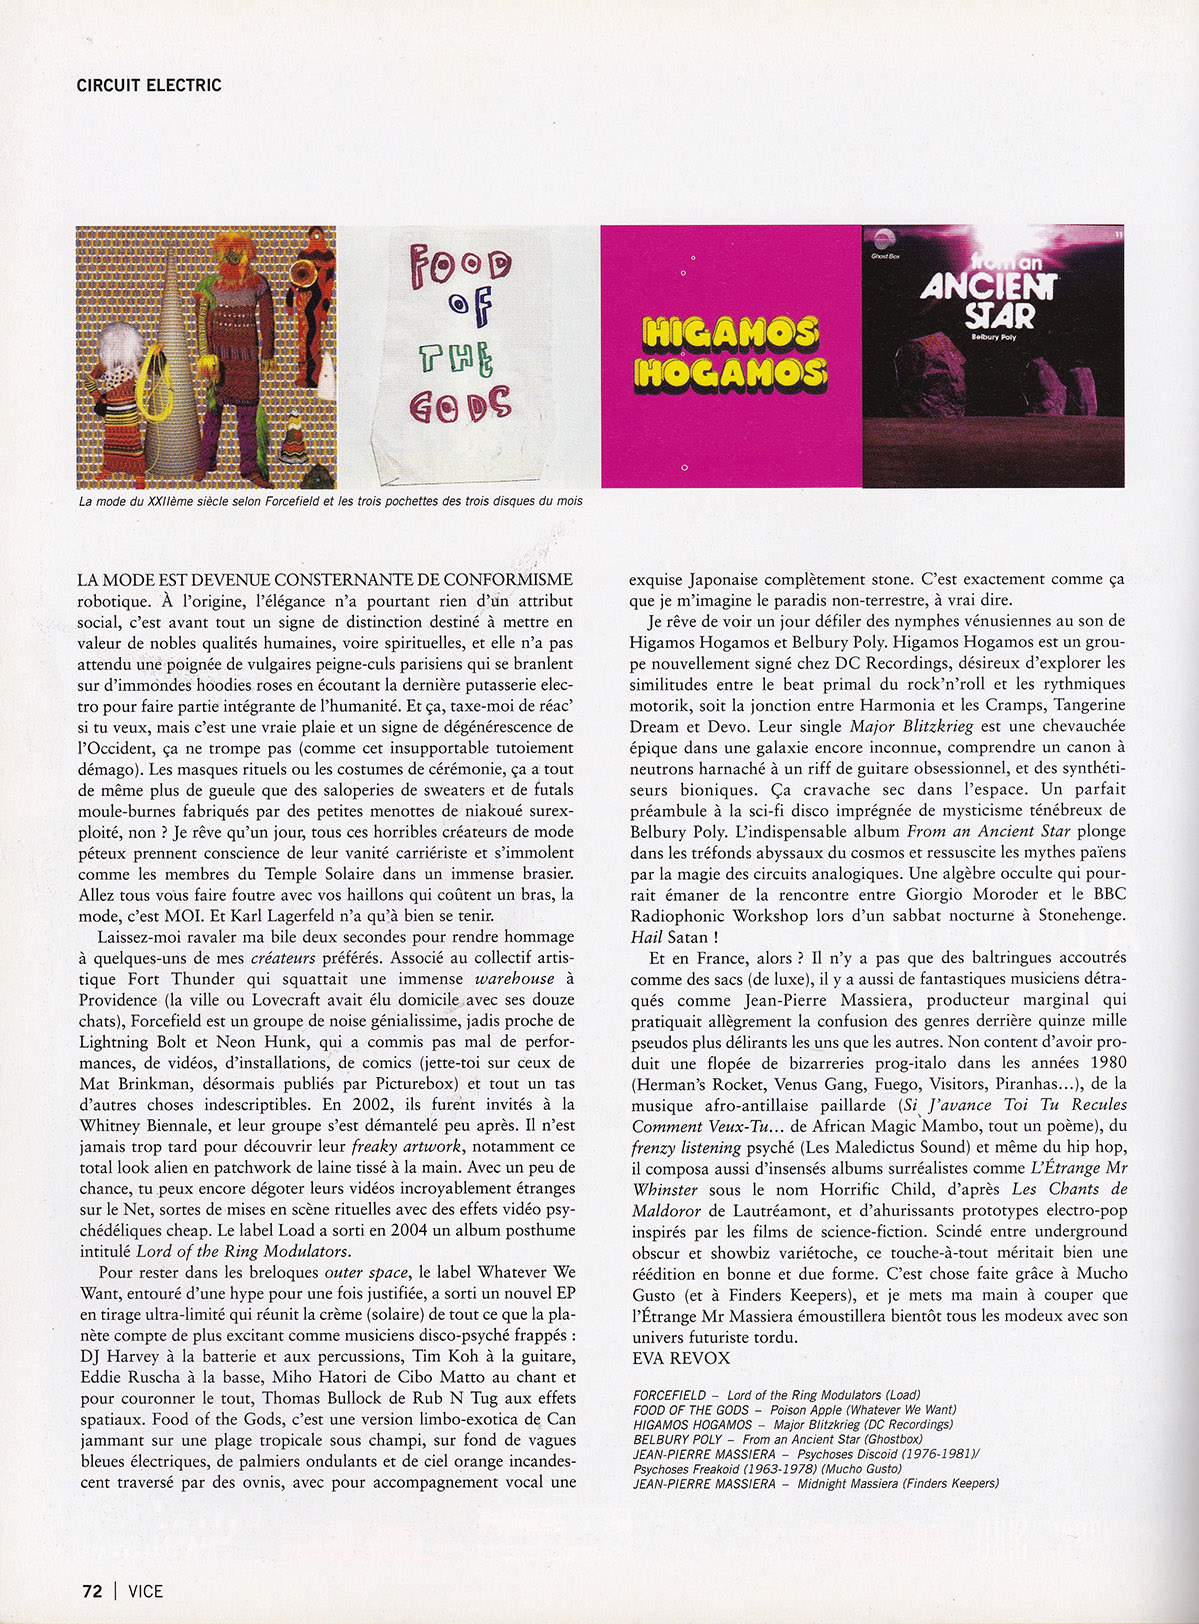 CIRCUIT ELECTRIC
FOOD
OF
THE
GODS
HIGAMOS
HOGAMOS
Ghost Box
11
from an
ANCIENT
STAR
Belbury Poly
La mode du XXIIème siècle selon Forcefield et les trois pochettes des trois disques du mois
LA MODE EST DEVENUE CONSTERNANTE DE CONFORMISME
robotique. À l'origine, l'élégance n'a pourtant rien d'un attribut
social, c'est avant tout un signe de distinction destiné à mettre en
valeur de nobles qualités humaines, voire spirituelles, et elle n'a pas
attendu une poignée de vulgaires peigne-culs parisiens qui se branlent
sur d'immondes hoodies roses en écoutant la dernière putasserie elec-
tro pour faire partie intégrante de l'humanité. Et ça, taxe-moi de réac'
si tu veux, mais c'est une vraie plaie et un signe de dégénérescence de
l'Occident, ça ne trompe pas (comme cet insupportable tutoiement
démago). Les masques rituels ou les costumes de cérémonie, ça a tout
de même plus de gueule que des saloperies de sweaters et de futals
moule-burnes fabriqués par des petites menottes de niakoué surex-
ploité, non ? Je rêve qu'un jour, tous ces horribles créateurs de mode
péteux prennent conscience de leur vanité carriériste et s'immolent
comme les membres du Temple Solaire dans un immense brasier.
Allez tous vous faire foutre avec vos haillons qui coûtent un bras, la
mode, c'est MOI. Et Karl Lagerfeld n'a qu'à bien se tenir.
Laissez-moi ravaler ma bile deux secondes pour rendre hommage
à quelques-uns de mes créateurs préférés. Associé au collectif artis-
tique Fort Thunder qui squattait une immense warehouse à
Providence (la ville ou Lovecraft avait élu domicile avec ses douze
chats), Forcefield est un groupe de noise génialissime, jadis proche de
Lightning Bolt et Neon Hunk, qui a commis pas mal de perfor-
mances, de vidéos, d'installations, de comics (jette-toi sur ceux de
Mat Brinkman, désormais publiés par Picturebox) et tout un tas
d'autres choses indescriptibles. En 2002, ils furent invités à la
Whitney Biennale, et leur groupe s'est démantelé peu après. Il n'est
jamais trop tard pour découvrir leur freaky artwork, notamment ce
total look alien en patchwork de laine tissé à la main. Avec un peu de
chance, tu peux encore dégoter leurs vidéos incroyablement étranges
sur le Net, sortes de mises en scène rituelles avec des effets vidéo psy-
chédéliques cheap. Le label Load a sorti en 2004 un album posthume
intitulé Lord of the Ring Modulators.
Pour rester dans les breloques outer space, le label Whatever We
Want, entouré d'une hype pour une fois justifiée, a sorti un nouvel EP
en tirage ultra-limité qui réunit la crème (solaire) de tout ce que la pla-
nète compte de plus excitant comme musiciens disco-psyché frappés :
DJ Harvey à la batterie et aux percussions, Tim Koh à la guitare,
Eddie Ruscha à la basse, Miho Hatori de Cibo Matto au chant et
pour couronner le tout, Thomas Bullock de Rub N Tug aux effets
spatiaux. Food of the Gods, c'est une version limbo-exotica de Can
jammant sur une plage tropicale sous champi, sur fond de vagues
bleues électriques, de palmiers ondulants et de ciel orange incandes-
cent traversé par des ovnis, avec pour accompagnement vocal une
exquise Japonaise complètement stone. C'est exactement comme ça
que je m'imagine le paradis non-terrestre, à vrai dire.
Je rêve de voir un jour défiler des nymphes vénusiennes au son de
Higamos Hogamos et Belbury Poly. Higamos Hogamos est un grou-
pe nouvellement signé chez DC Recordings, désireux d'explorer les
similitudes entre le beat primal du rock'n'roll et les rythmiques
motorik, soit la jonction entre Harmonia et les Cramps, Tangerine
Dream et Devo. Leur single Major Blitzkrieg est une chevauchée
épique dans une galaxie encore inconnue, comprendre un canon à
neutrons harnaché à un riff de guitare obsessionnel, et des synthéti-
seurs bioniques. Ça cravache sec dans l'espace. Un parfait
préambule à la sci-fi disco imprégnée de mysticisme ténébreux de
Belbury Poly. L'indispensable album From an Ancient Star plonge
dans les tréfonds abyssaux du cosmos et ressuscite les mythes païens
par la magie des circuits analogiques. Une algèbre occulte qui pour-
rait émaner de la rencontre entre Giorgio Moroder et le BBC
Radiophonic Workshop lors d'un sabbat nocturne à Stonehenge.
Hail Satan !
Et en France, alors ? Il n'y a pas que des baltringues accoutrés
comme des sacs (de luxe), il y a aussi de fantastiques musiciens détra-
qués comme Jean-Pierre Massiera, producteur marginal qui
pratiquait allègrement la confusion des genres derrière quinze mille
pseudos plus délirants les uns que les autres. Non content d'avoir pro-
duit une flopée de bizarreries prog-italo dans les années 1980
(Herman's Rocket, Venus Gang, Fuego, Visitors, Piranhas...), de la
musique afro-antillaise paillarde (Si J'avance Toi Tu Recules
Comment Veux-Tu... de African Magic Mambo, tout un poème), du
frenzy listening psyché (Les Maledictus Sound) et même du hip hop,
il composa aussi d'insensés albums surréalistes comme L'Étrange Mr
Whinster sous le nom Horrific Child, d'après Les Chants de
Maldoror de Lautréamont, et d'ahurissants prototypes electro-pop
inspirés par les films de science-fiction. Scindé entre underground
obscur et showbiz variétoche, ce touche-à-tout méritait bien une
réédition en bonne et due forme. C'est chose faite grâce à Mucho
Gusto (et à Finders Keepers), et je mets ma main à couper que
l'Étrange Mr Massiera émoustillera bientôt tous les modeux avec son
univers futuriste tordu.
EVA REVOX
FORCEFIELD – Lord of the Ring Modulators (Load)
FOOD OF THE GODS – Poison Apple (Whatever We Want)
HIGAMOS HOGAMOS – Major Blitzkrieg (DC Recordings)
BELBURY POLY – From an Ancient Star (Ghostbox)
JEAN-PIERRE MASSIERA – Psychoses Discoid (1976-1981)/
Psychoses Freakoid (1963-1978) (Mucho Gusto)
JEAN-PIERRE MASSIERA – Midnight Massiera (Finders Keepers)
72 | VICE